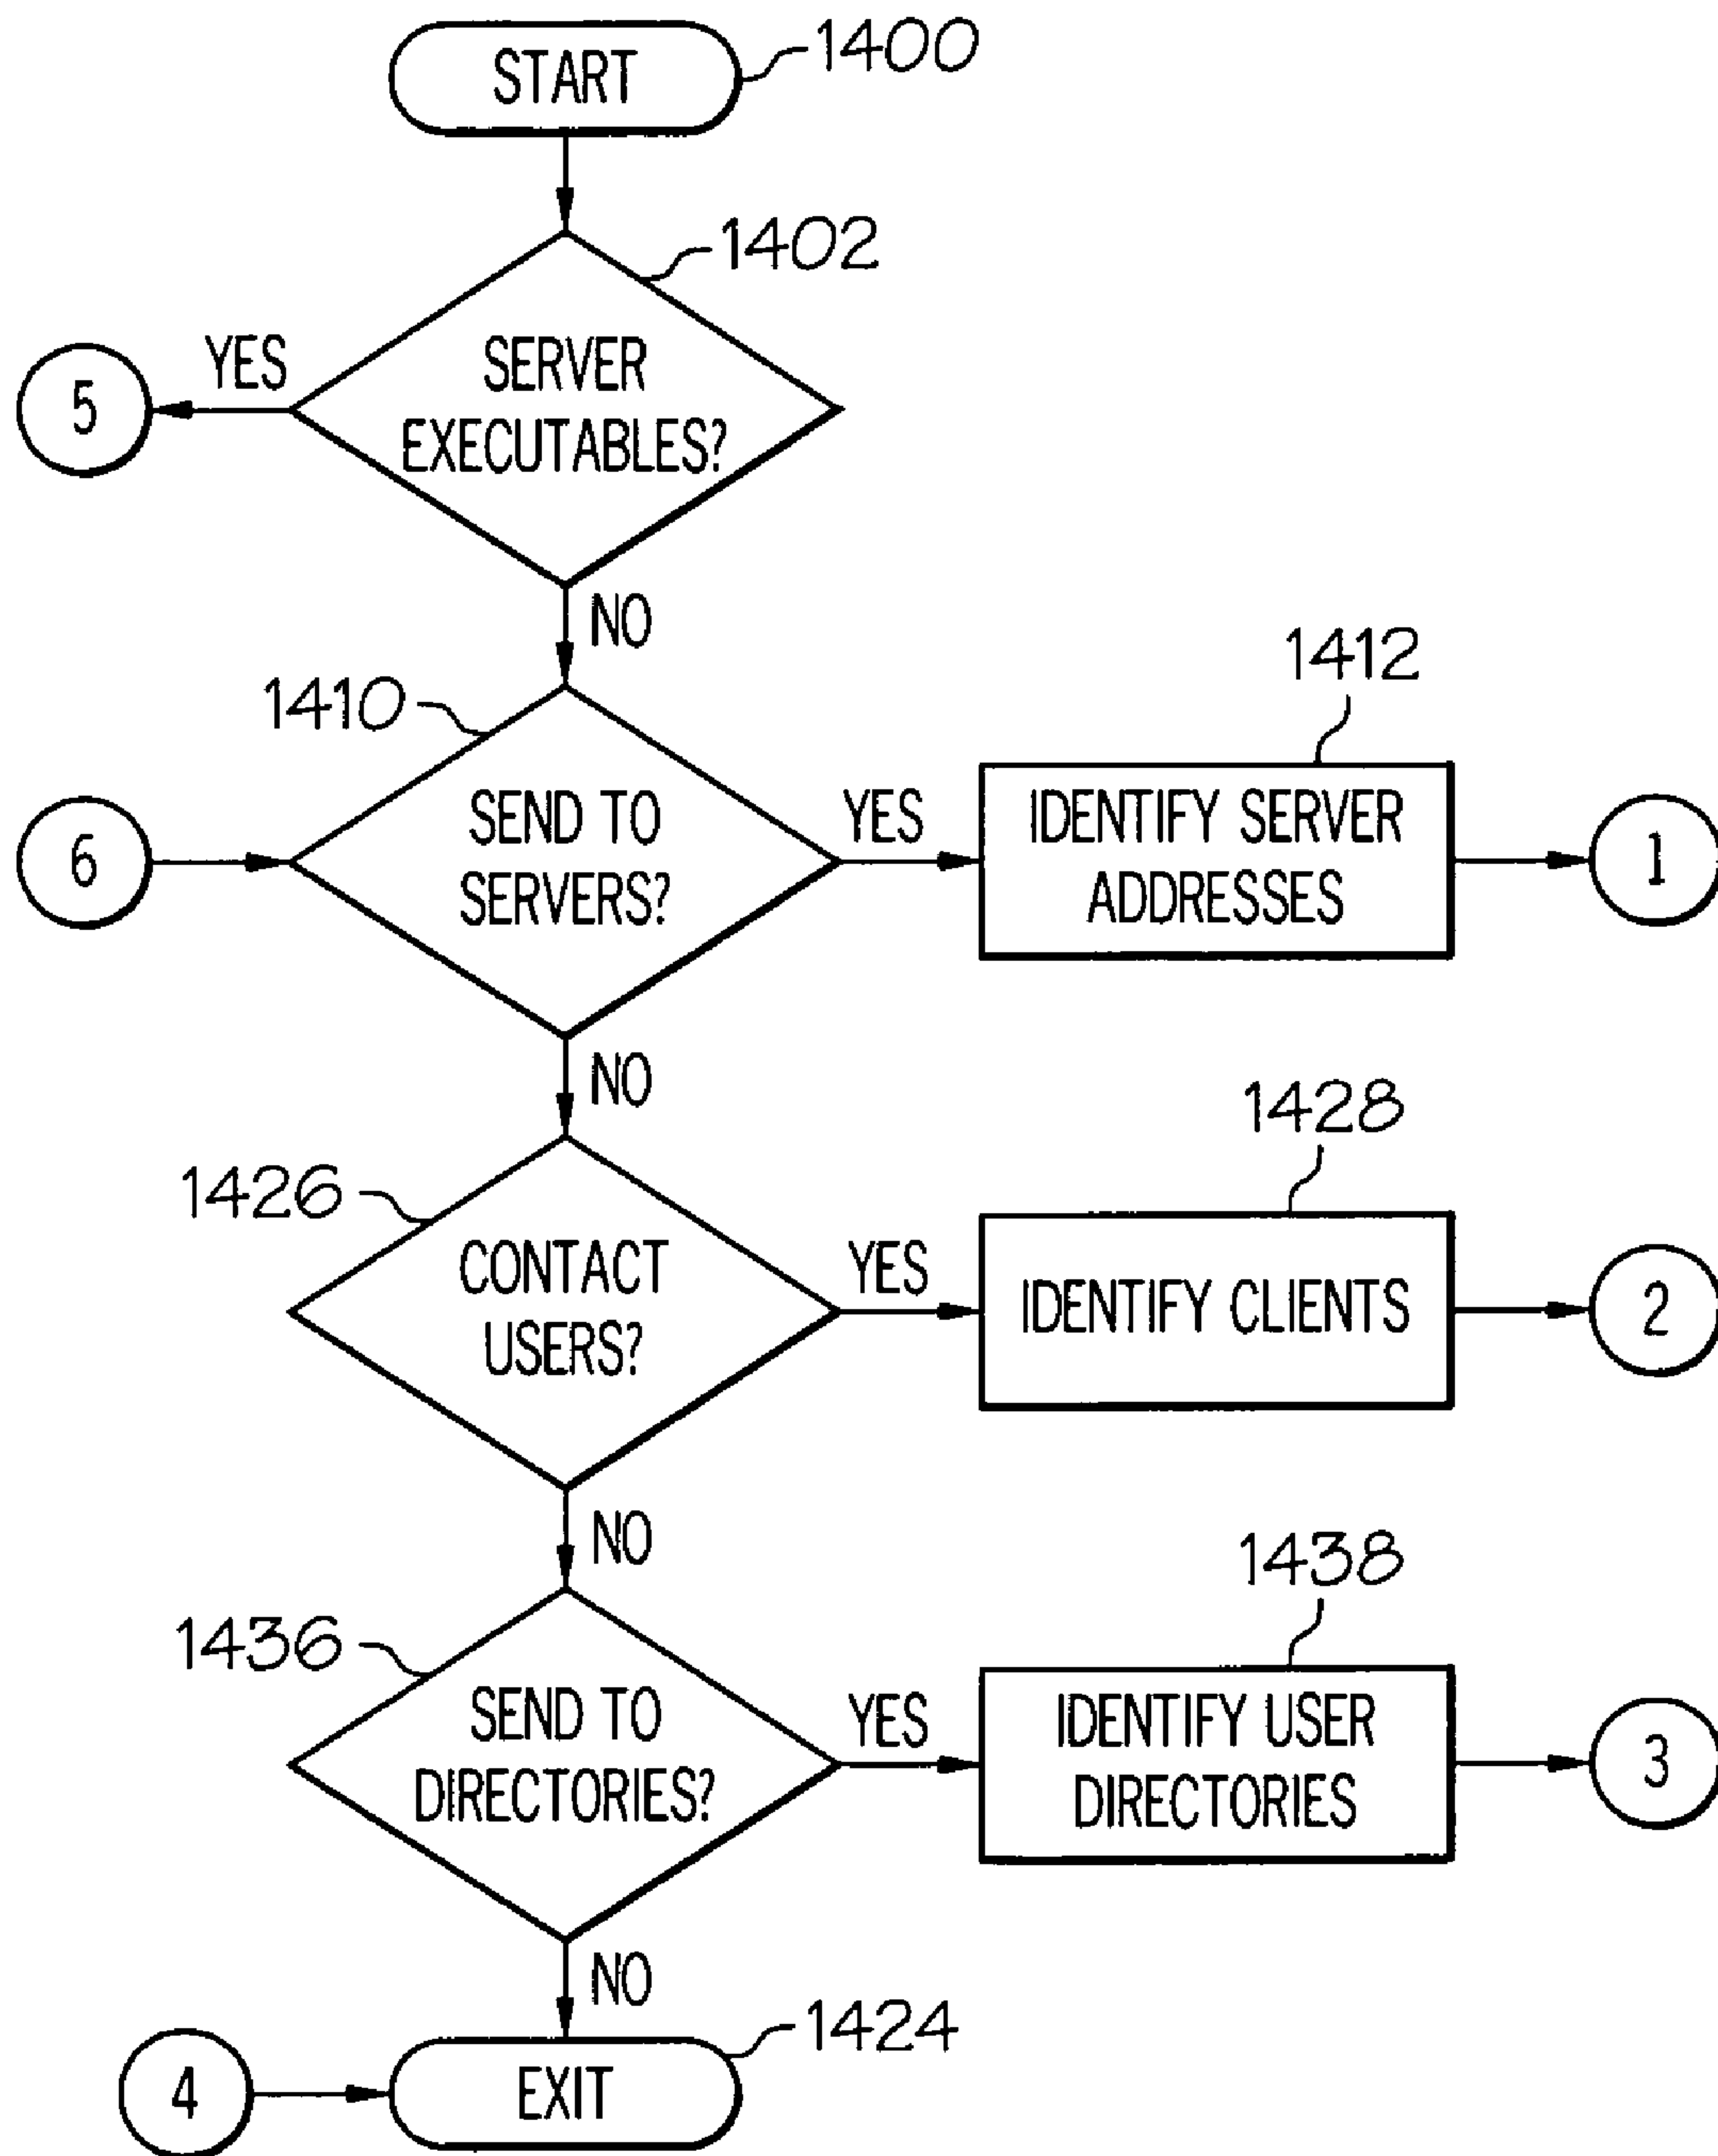 START
1400
1402
YES
SERVER
EXECUTABLES?
5
NO
1410
1412
SEND TO
SERVERS?
YES
IDENTIFY SERVER
ADDRESSES
6
1
NO
1426
1428
CONTACT
USERS?
YES
IDENTIFY CLIENTS
2
NO
1436
1438
SEND TO
DIRECTORIES?
YES
IDENTIFY USER
DIRECTORIES
3
NO
1424
4
EXIT